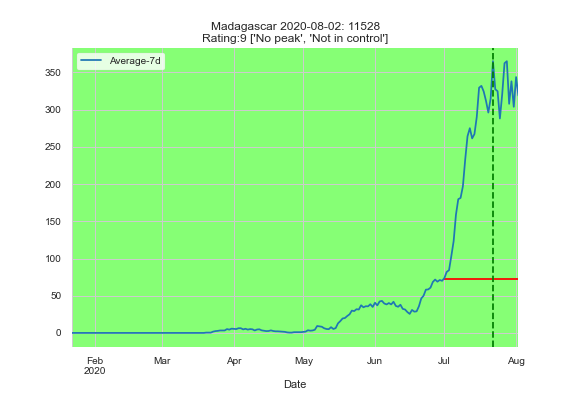 Madagascar 2020-08-02: 11528
Rating:9 ['No peak', 'Not in control']
Average-7d
350
300
250
200
150
100
50
0
Feb Mar Apr May Jun Jul Aug
2020
Date